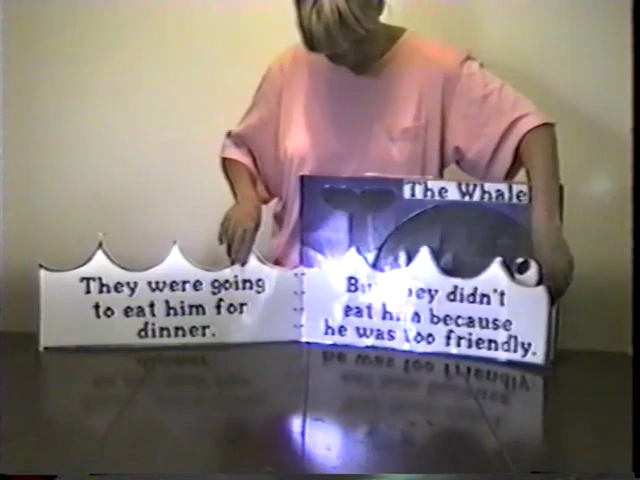 The Whale
They were going
to eat him for
dinner.
But they didn't
eat him because
he was too friendly.